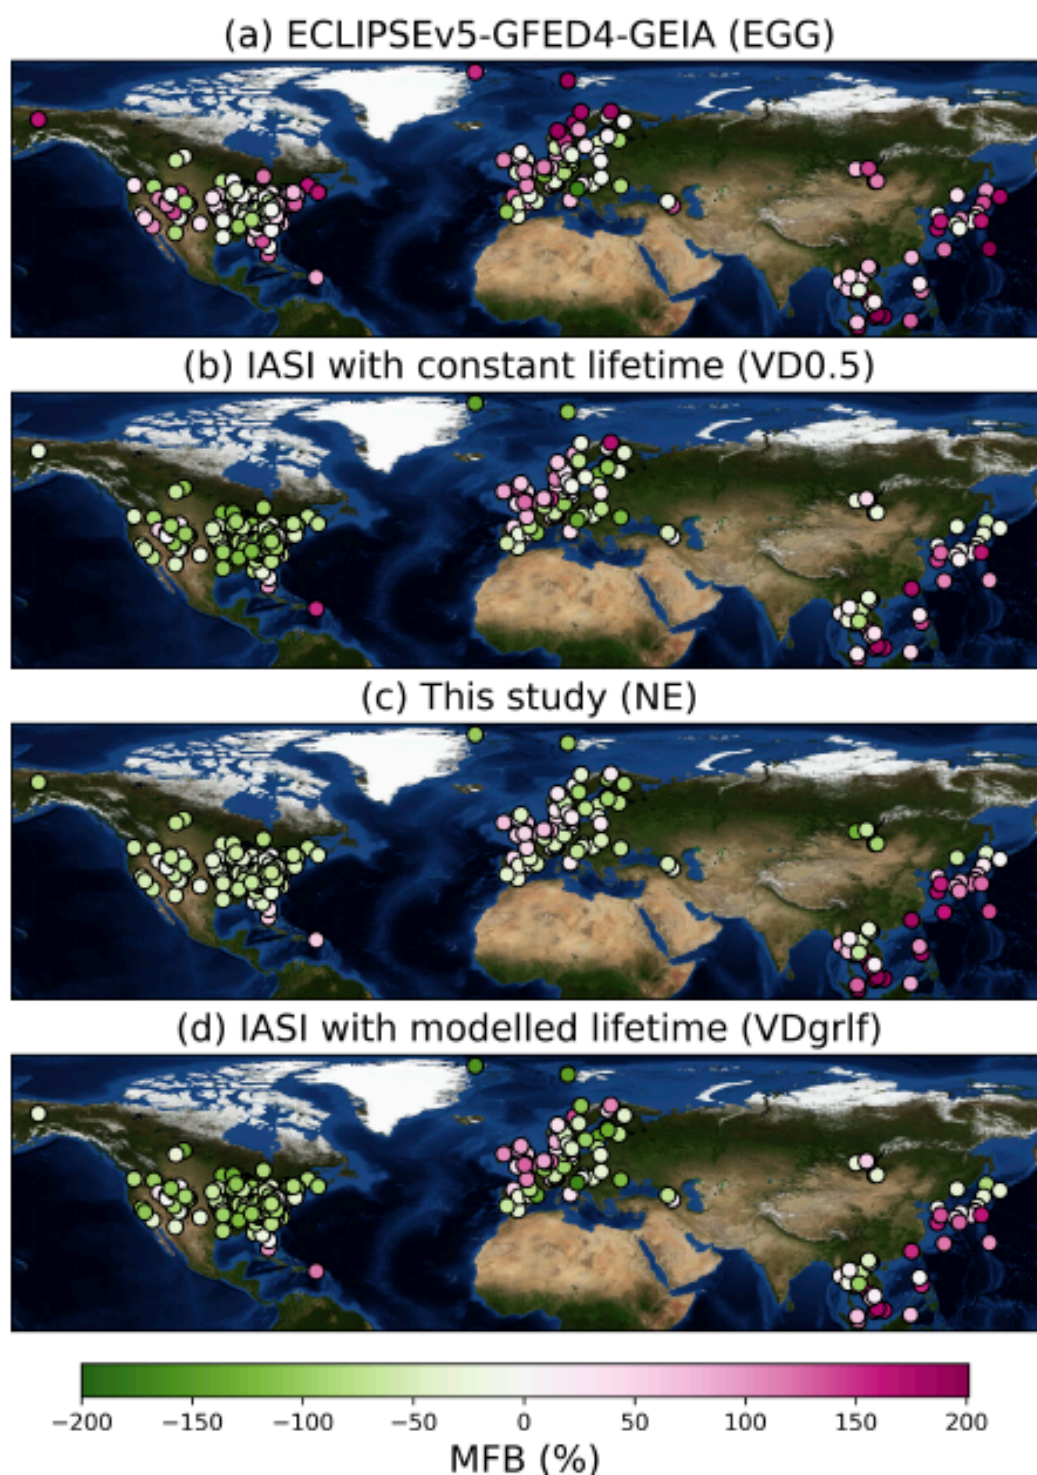 (a) ECLIPSEv5-GFED4-GEIA (EGG)
(b) IASI with constant lifetime (VD0.5)
(c) This study (NE)
(d) IASI with modelled lifetime (VDgrlf)
−200 −150 −100 −50 0 50 100 150 200
MFB (%)